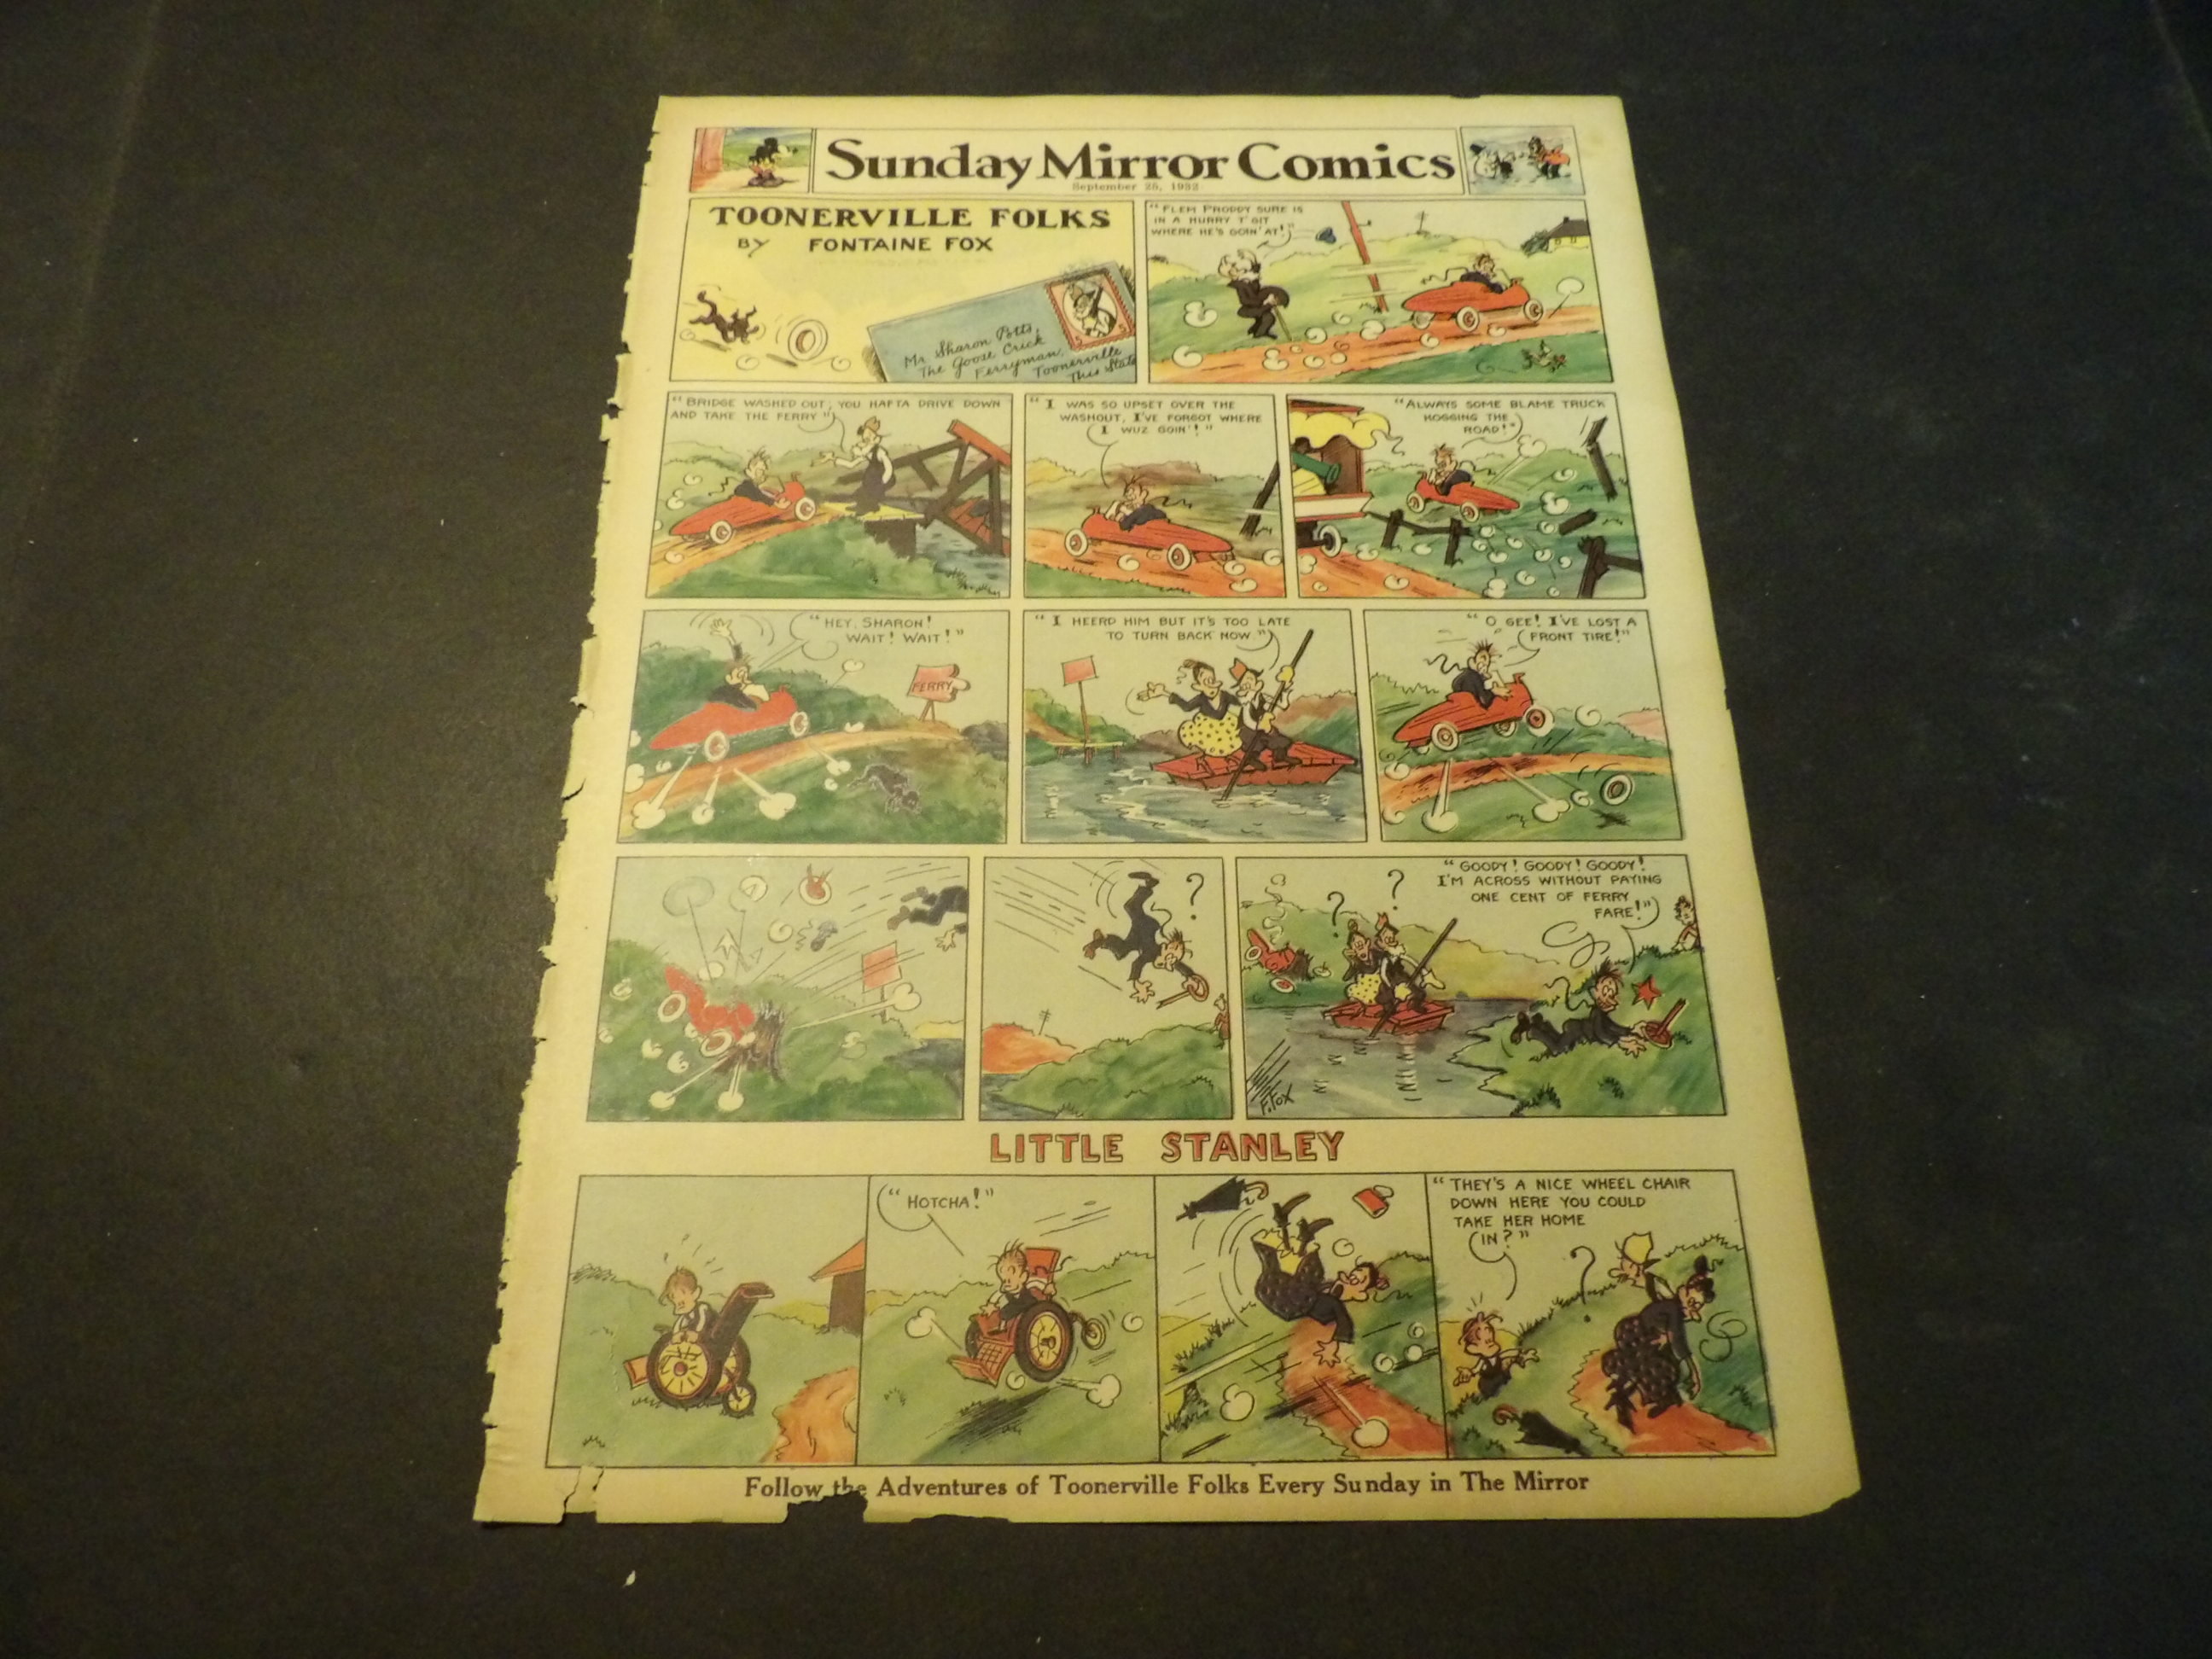 Sunday Mirror Comics
September 25, 1932
TOONERVILLE FOLKS
BY FONTAINE FOX
Mr Sharon Potts,
The Goose Crick
Ferryman,
Toonerville
This State
5
"FLEM PRODDY SURE IS
IN A HURRY T' GIT
WHERE HE'S GOIN' AT!"
"BRIDGE WASHED OUT, YOU HAFTA DRIVE DOWN
AND TAKE THE FERRY"
"I WAS SO UPSET OVER THE
WASHOUT, I'VE FORGOT WHERE
I WUZ GOIN'!"
"ALWAYS SOME BLAME TRUCK
HOGGING THE
ROAD!"
"HEY, SHARON!
WAIT! WAIT!"
FERRY
"I HEERD HIM BUT IT'S TOO LATE
TO TURN BACK NOW"
"O GEE! I'VE LOST A
FRONT TIRE!"
?
? ?
"GOODY! GOODY! GOODY!
I'M ACROSS WITHOUT PAYING
ONE CENT OF FERRY
FARE!"
F. FOX
LITTLE STANLEY
"HOTCHA!"
"THEY'S A NICE WHEEL CHAIR
DOWN HERE YOU COULD
TAKE HER HOME
IN?"
?
Follow the Adventures of Toonerville Folks Every Sunday in The Mirror